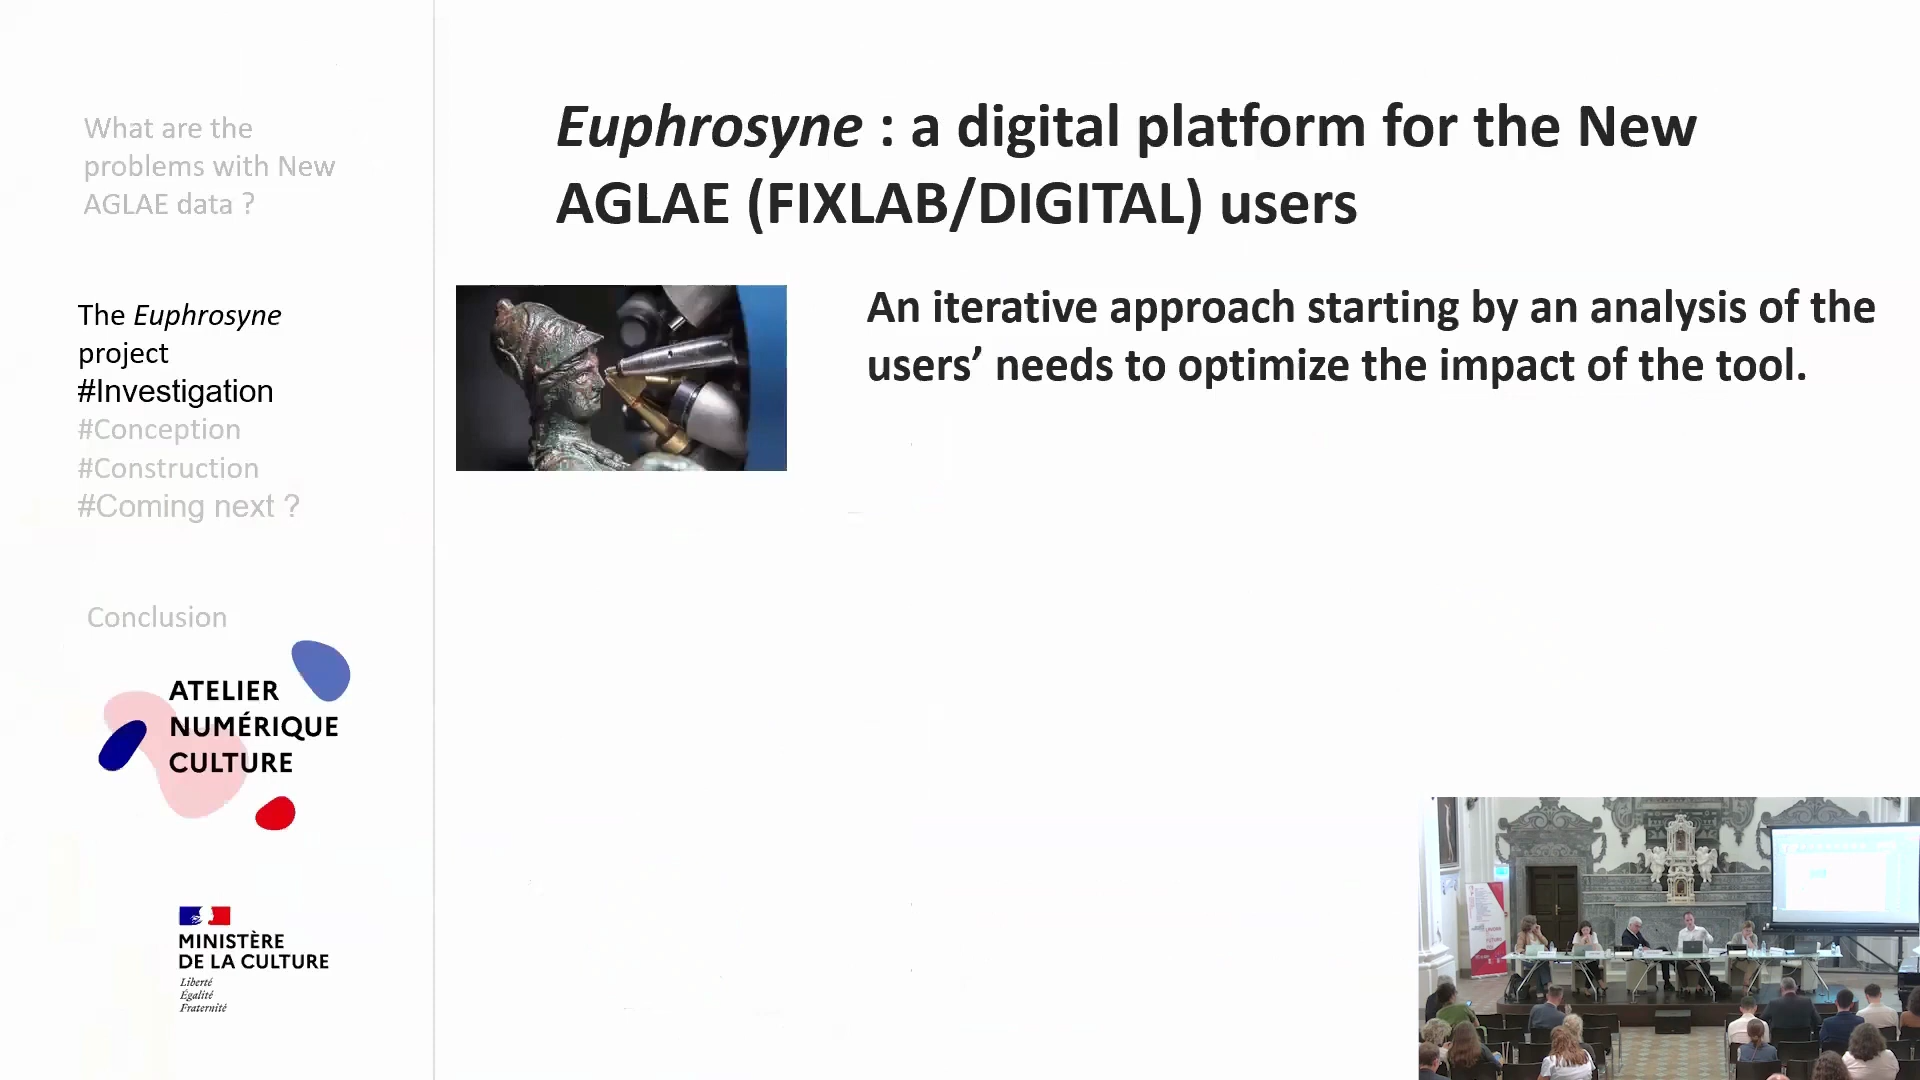 What are the
problems with New
AGLAE data ?
The Euphrosyne
project
#Investigation
#Conception
#Construction
#Coming next ?
Conclusion
ATELIER
NUMÉRIQUE
CULTURE
MINISTÈRE
DE LA CULTURE
Liberté
Égalité
Fraternité
Euphrosyne : a digital platform for the New
AGLAE (FIXLAB/DIGITAL) users
An iterative approach starting by an analysis of the
users’ needs to optimize the impact of the tool.